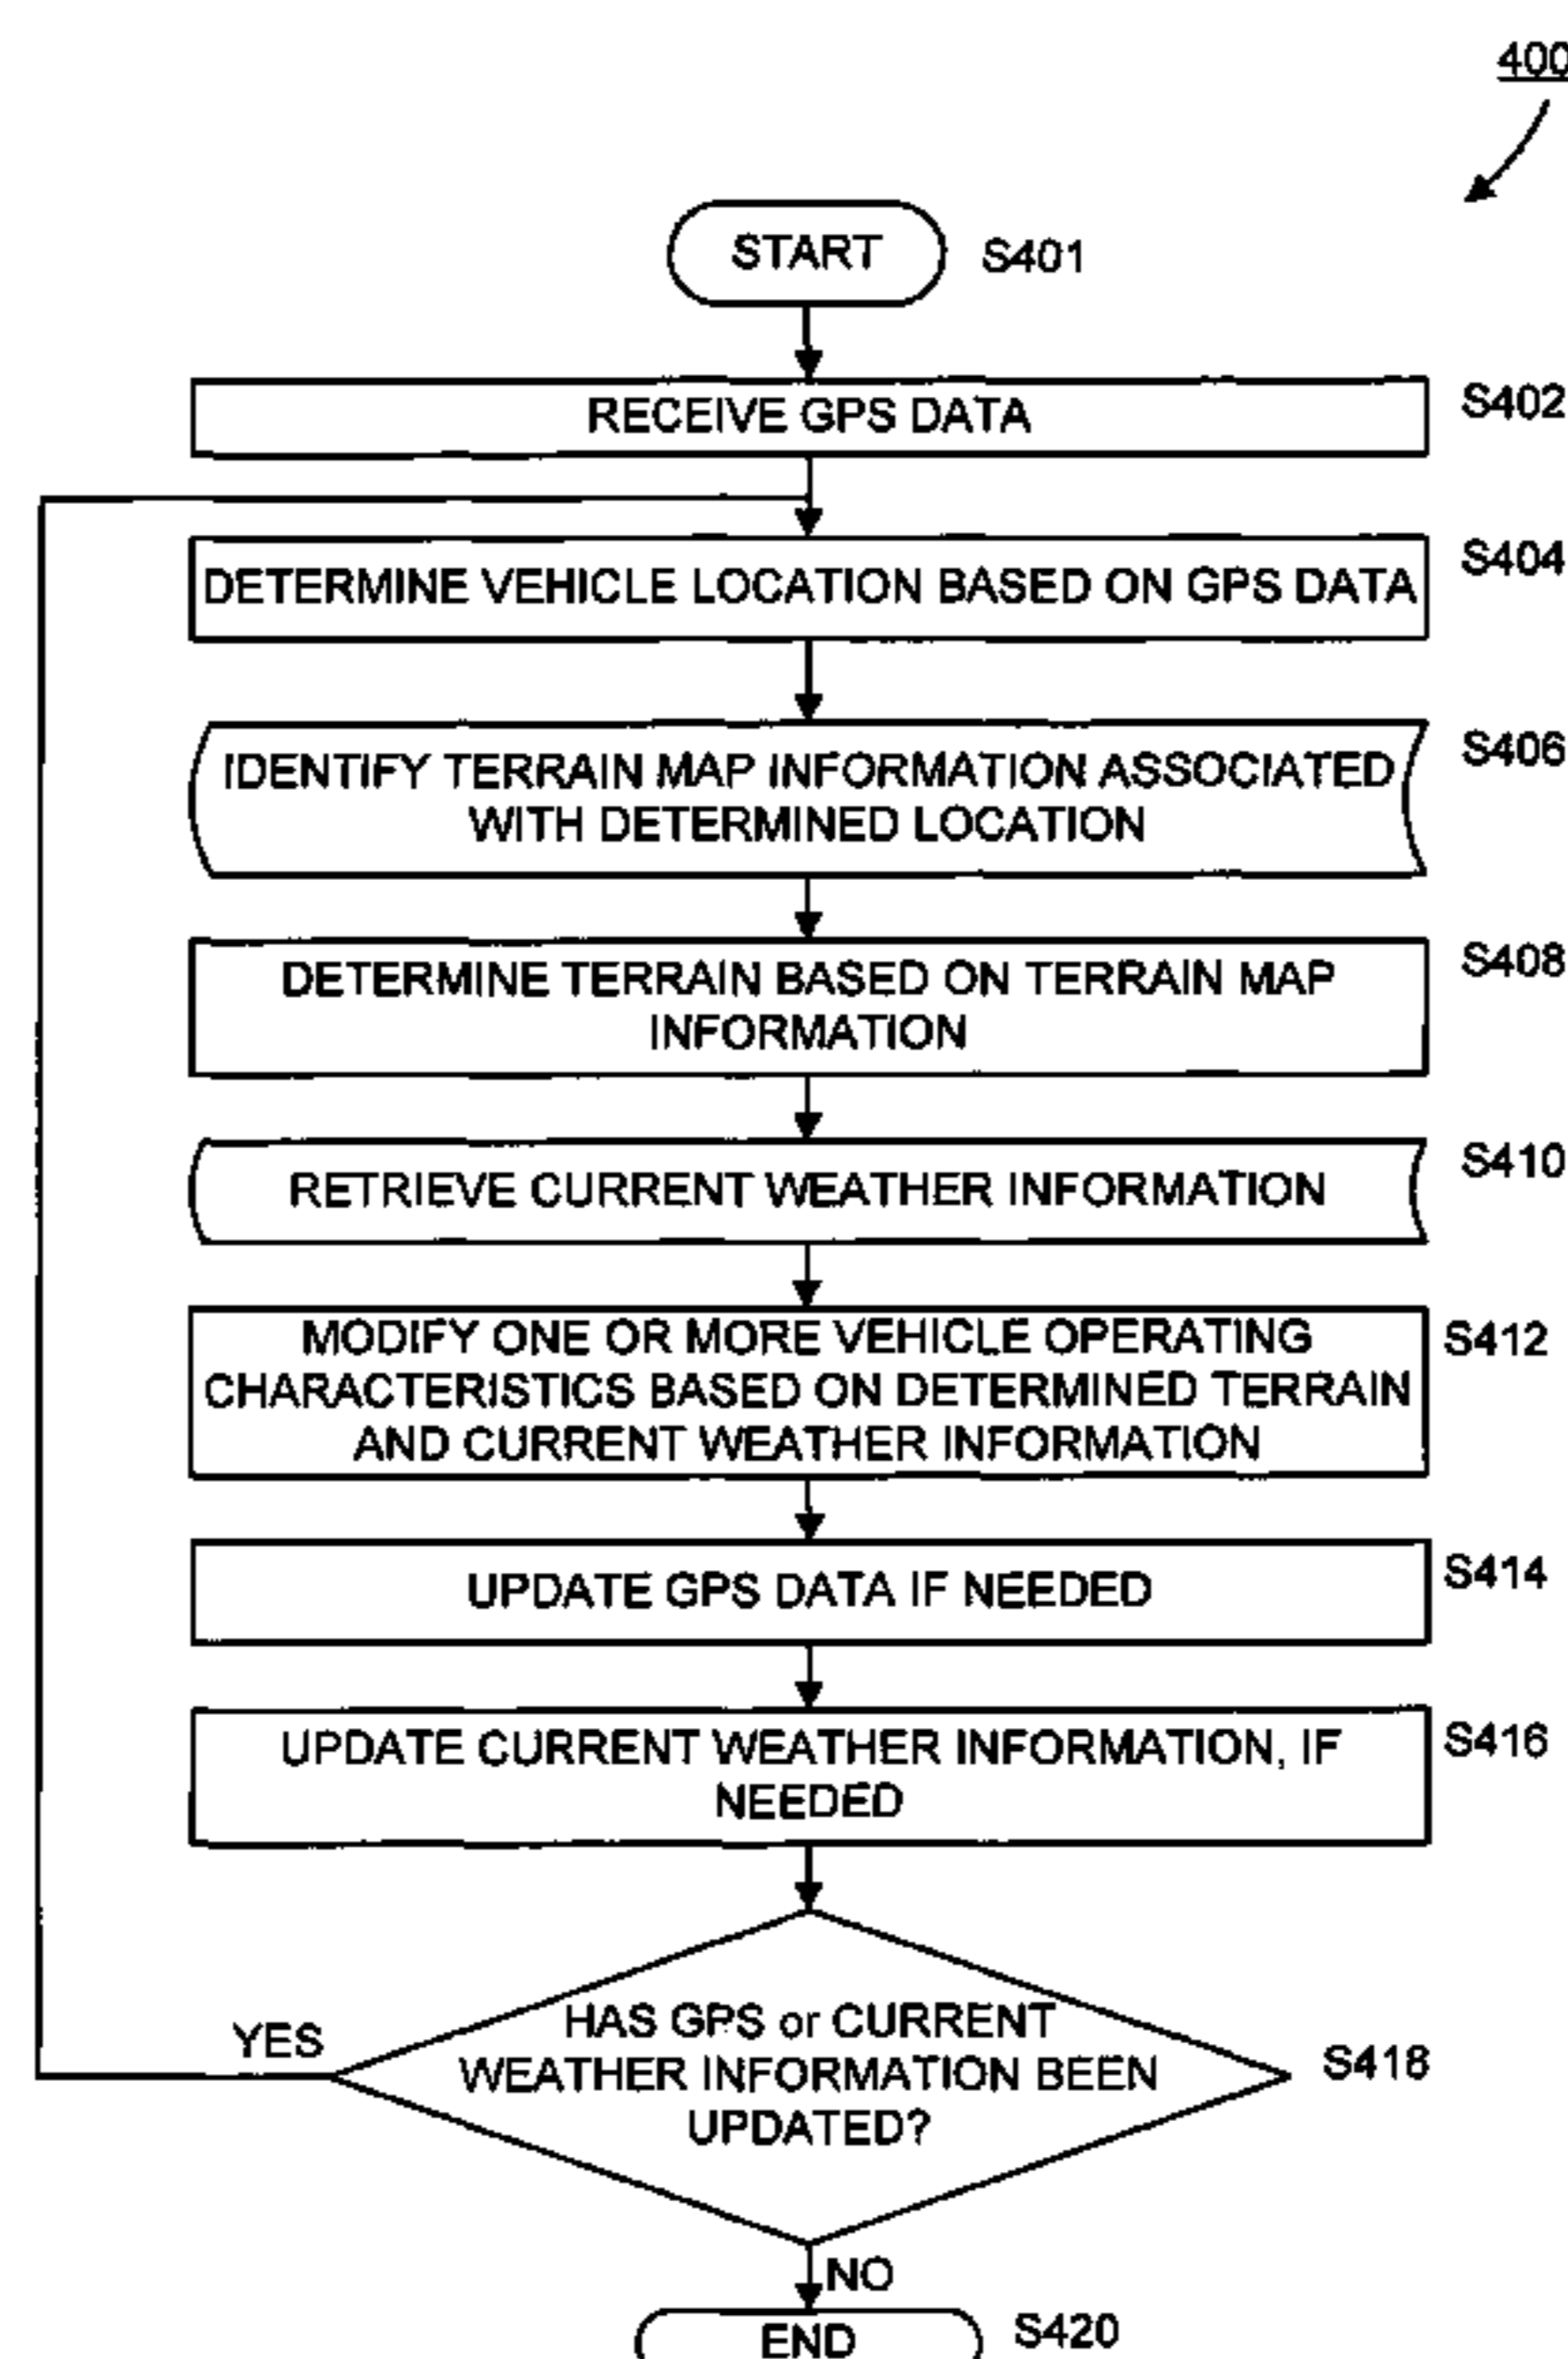 400
START
S401
RECEIVE GPS DATA
S402
DETERMINE VEHICLE LOCATION BASED ON GPS DATA
S404
IDENTIFY TERRAIN MAP INFORMATION ASSOCIATED
WITH DETERMINED LOCATION
S406
DETERMINE TERRAIN BASED ON TERRAIN MAP
INFORMATION
S408
RETRIEVE CURRENT WEATHER INFORMATION
S410
MODIFY ONE OR MORE VEHICLE OPERATING
CHARACTERISTICS BASED ON DETERMINED TERRAIN
AND CURRENT WEATHER INFORMATION
S412
UPDATE GPS DATA IF NEEDED
S414
UPDATE CURRENT WEATHER INFORMATION, IF
NEEDED
S416
HAS GPS or CURRENT
WEATHER INFORMATION BEEN
UPDATED?
S418
YES
NO
END
S420